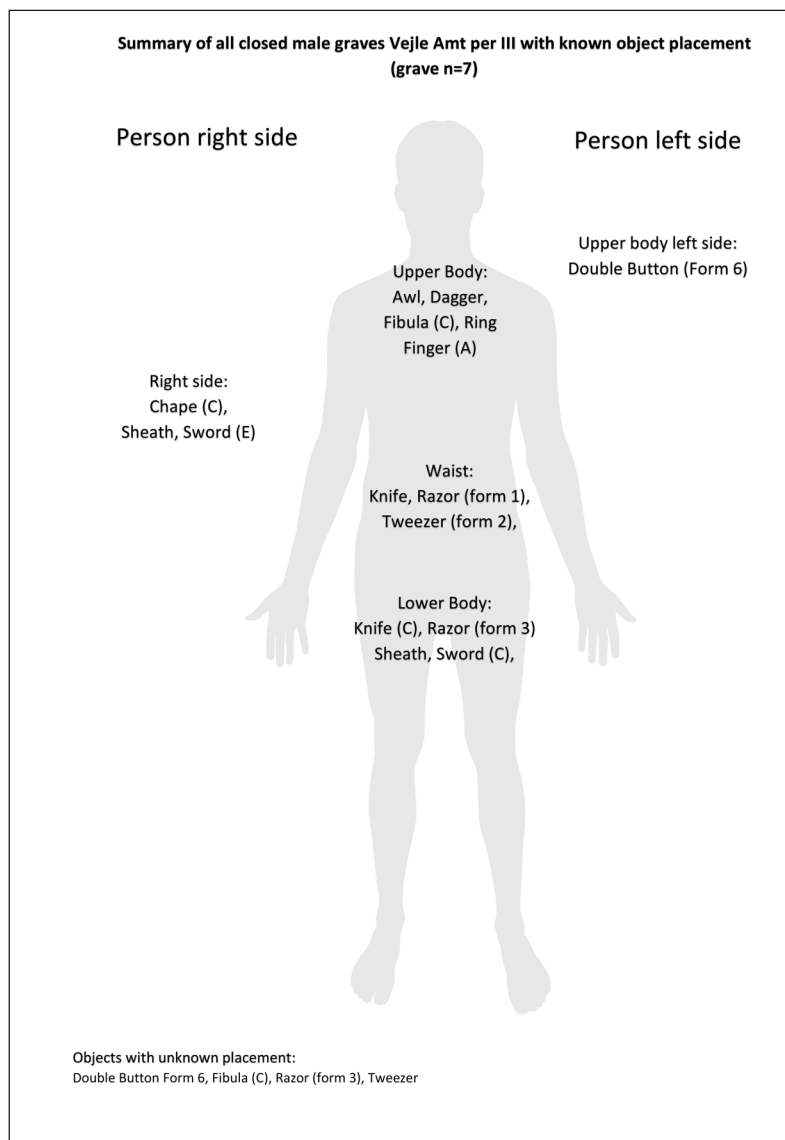 Summary of all closed male graves Vejle Amt per III with known object placement
(grave n=7)
Person right side
Person left side
Upper body left side:
Double Button (Form 6)
Upper Body:
Awl, Dagger,
Fibula (C), Ring
Finger (A)
Right side:
Chape (C),
Sheath, Sword (E)
Waist:
Knife, Razor (form 1),
Tweezer (form 2),
Lower Body:
Knife (C), Razor (form 3)
Sheath, Sword (C),
Objects with unknown placement:
Double Button Form 6, Fibula (C), Razor (form 3), Tweezer